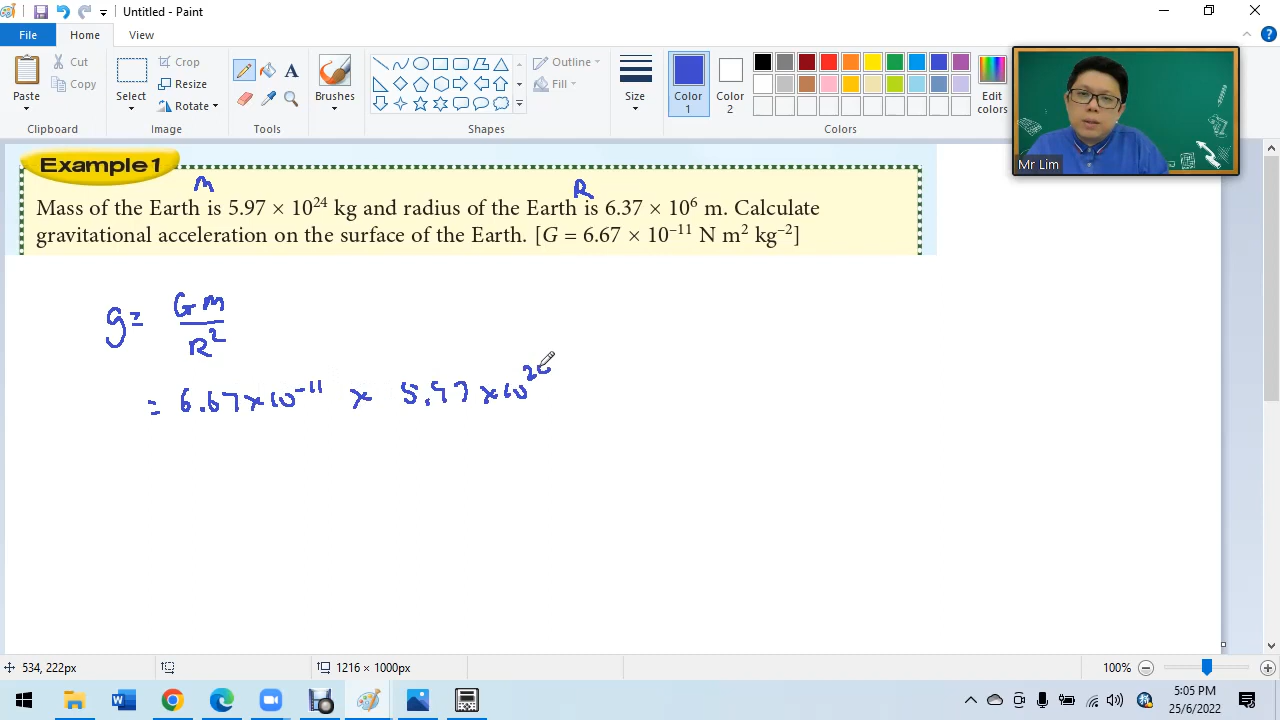 Untitled - Paint
File Home View
Paste Cut Copy Clipboard
Select Crop Resize Rotate Image
Tools
Brushes
Outline Fill Shapes
Size
Color 1 Color 2 Edit colors Colors
Mr Lim
Example 1
M R
Mass of the Earth is 5.97 × 10²⁴ kg and radius of the Earth is 6.37 × 10⁶ m. Calculate
gravitational acceleration on the surface of the Earth. [G = 6.67 × 10⁻¹¹ N m² kg⁻²]
g = GM
R²
= 6.67 × 10⁻¹¹ × 5.97 × 10
534, 222px 1216 × 1000px 100%
5:05 PM
25/6/2022